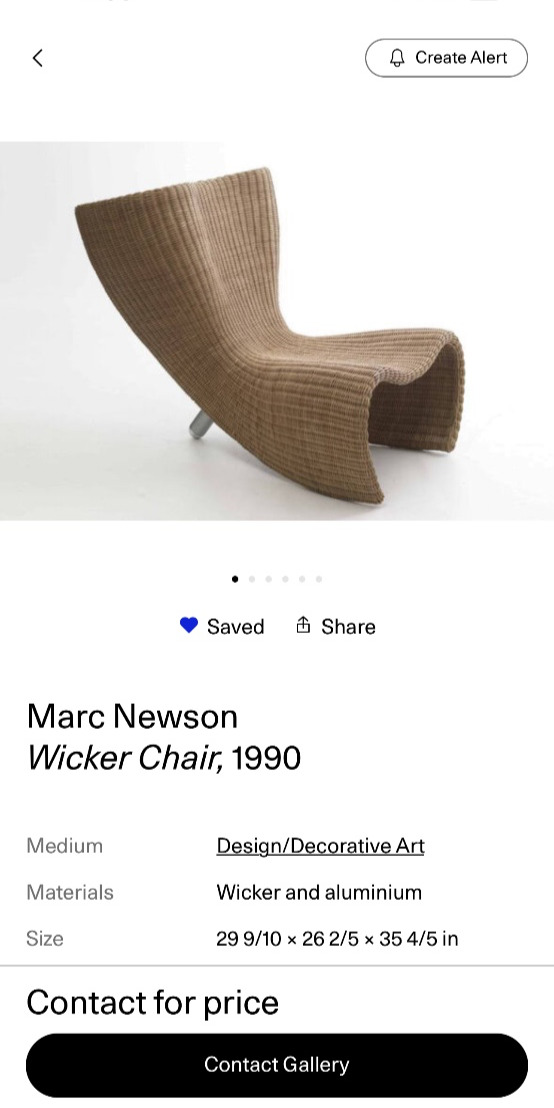 Create Alert
Saved
Share
Marc Newson
Wicker Chair, 1990
Medium
Design/Decorative Art
Materials
Wicker and aluminium
Size
29 9/10 × 26 2/5 × 35 4/5 in
Contact for price
Contact Gallery